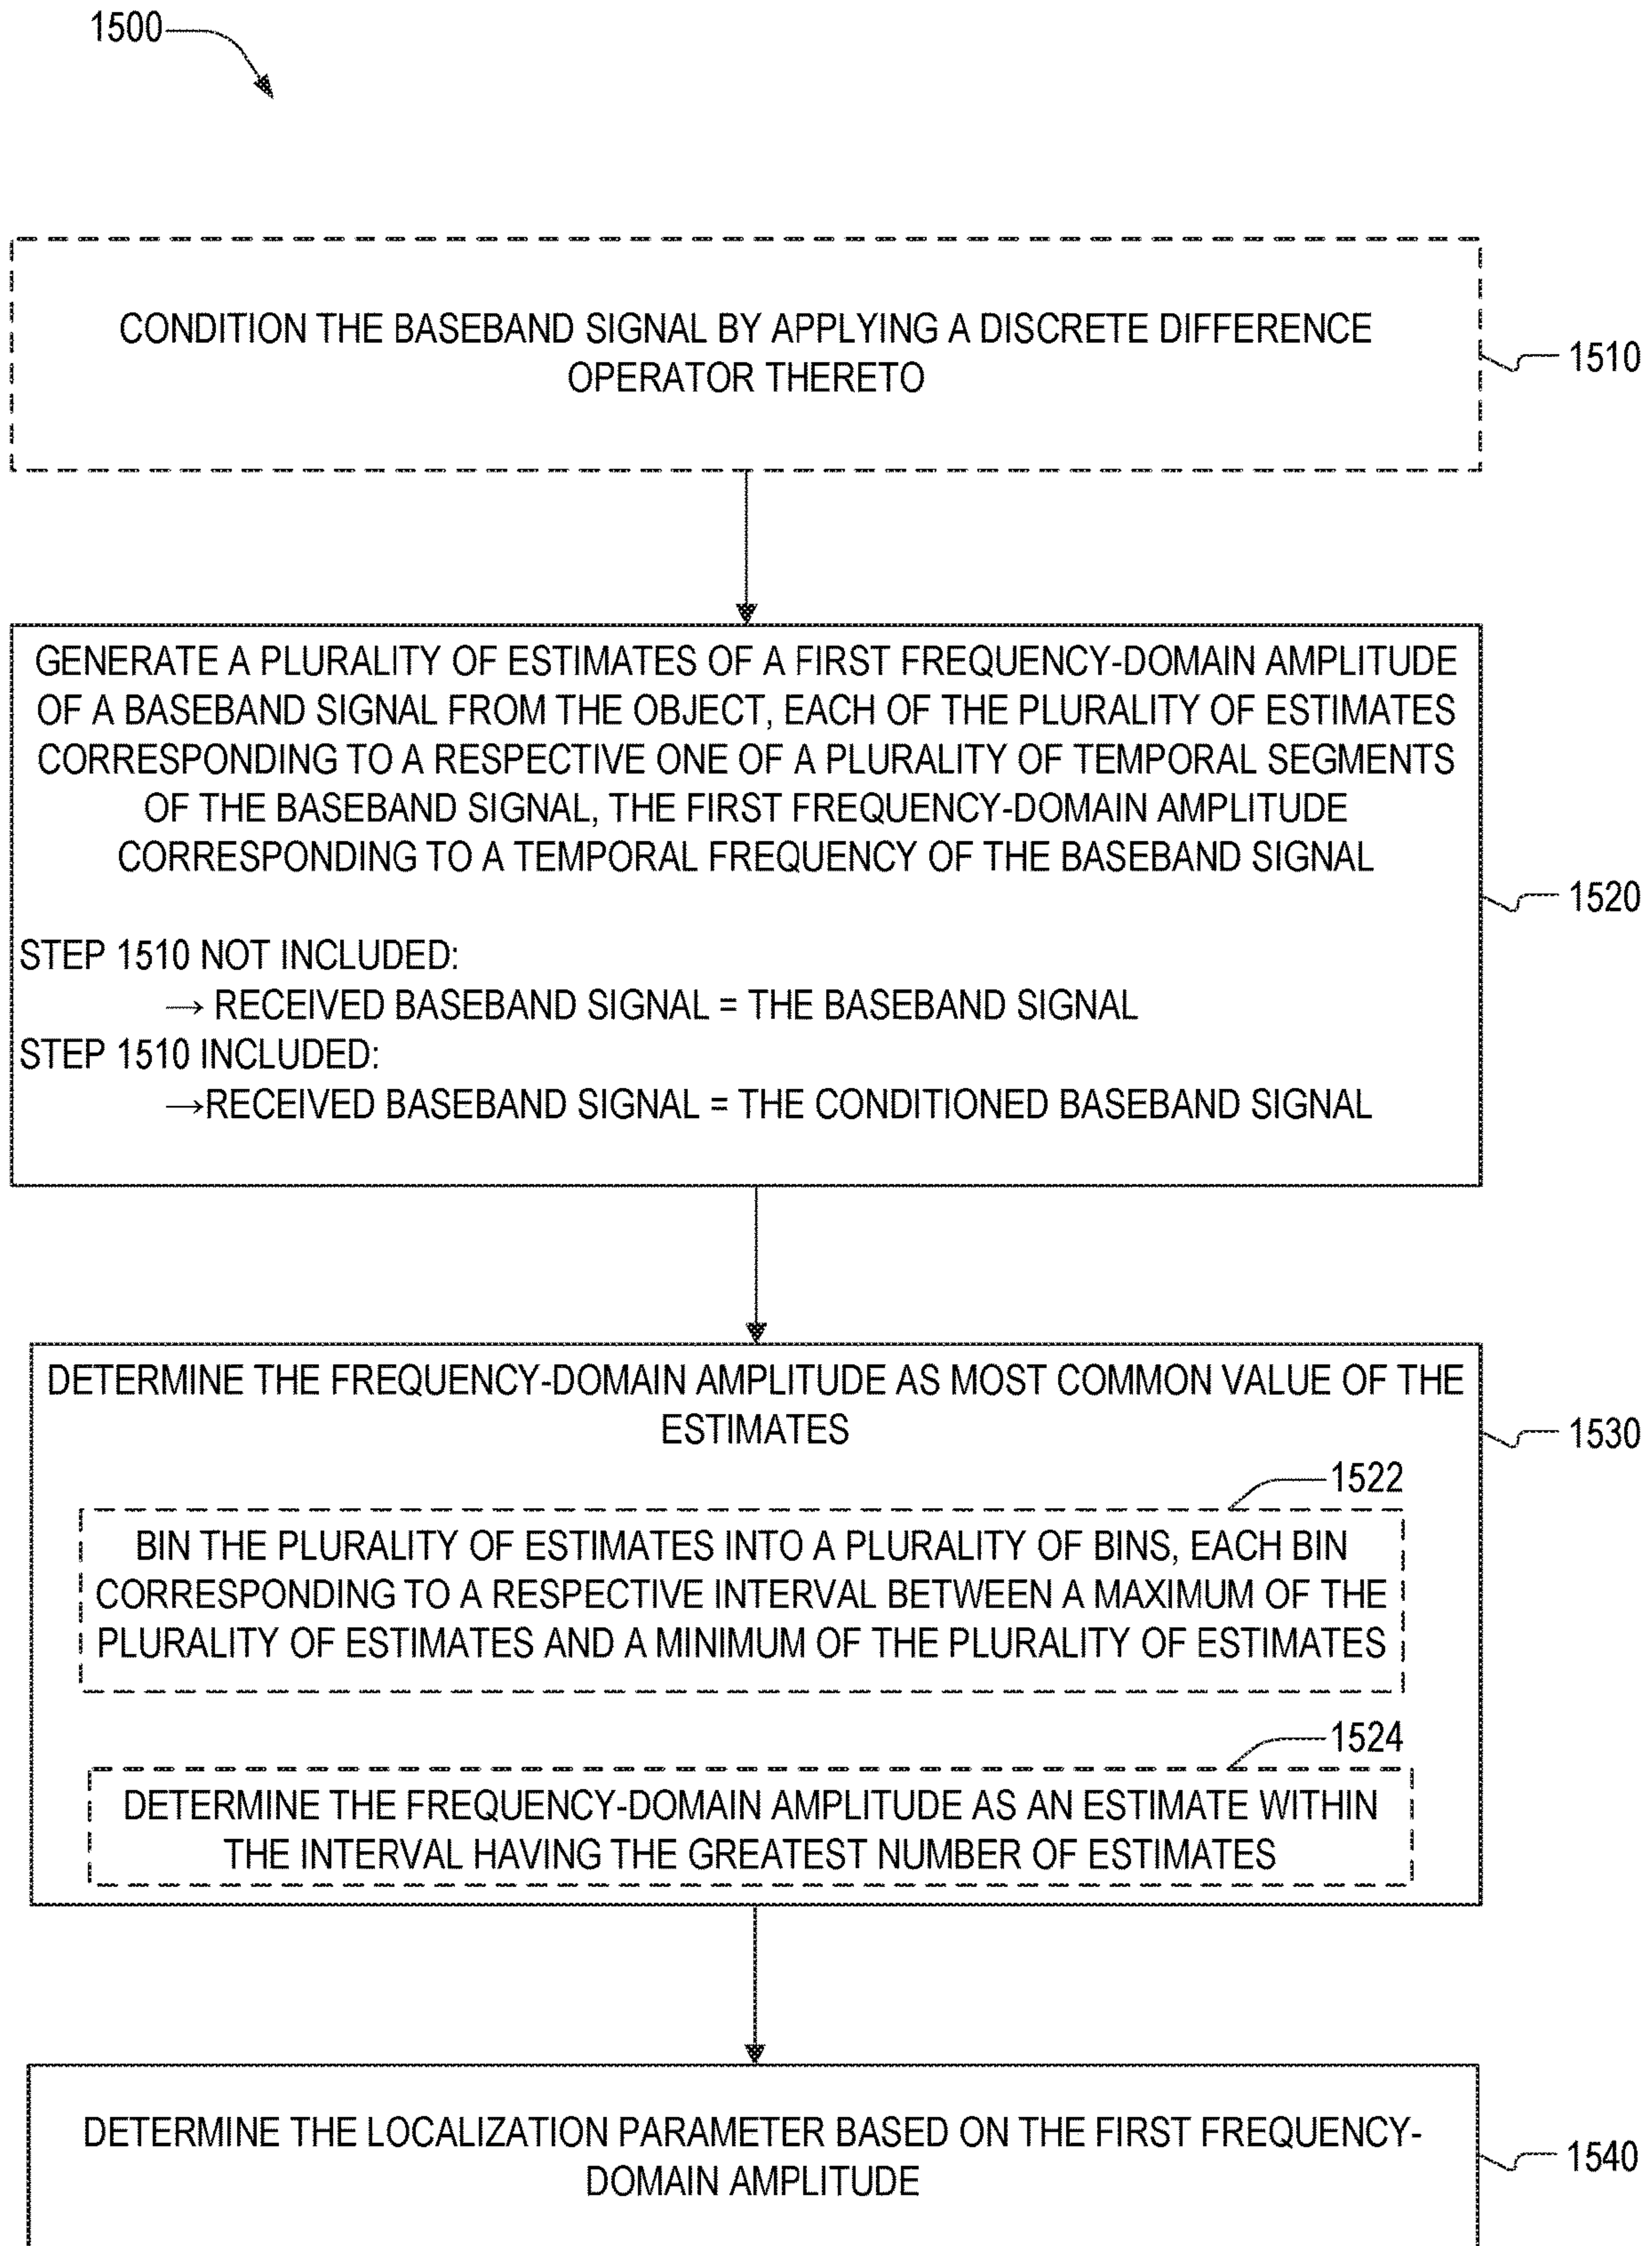 1500
CONDITION THE BASEBAND SIGNAL BY APPLYING A DISCRETE DIFFERENCE
OPERATOR THERETO
1510
GENERATE A PLURALITY OF ESTIMATES OF A FIRST FREQUENCY-DOMAIN AMPLITUDE
OF A BASEBAND SIGNAL FROM THE OBJECT, EACH OF THE PLURALITY OF ESTIMATES
CORRESPONDING TO A RESPECTIVE ONE OF A PLURALITY OF TEMPORAL SEGMENTS
OF THE BASEBAND SIGNAL, THE FIRST FREQUENCY-DOMAIN AMPLITUDE
CORRESPONDING TO A TEMPORAL FREQUENCY OF THE BASEBAND SIGNAL
1520
STEP 1510 NOT INCLUDED:
→ RECEIVED BASEBAND SIGNAL = THE BASEBAND SIGNAL
STEP 1510 INCLUDED:
→RECEIVED BASEBAND SIGNAL = THE CONDITIONED BASEBAND SIGNAL
DETERMINE THE FREQUENCY-DOMAIN AMPLITUDE AS MOST COMMON VALUE OF THE
ESTIMATES
1530
1522
BIN THE PLURALITY OF ESTIMATES INTO A PLURALITY OF BINS, EACH BIN
CORRESPONDING TO A RESPECTIVE INTERVAL BETWEEN A MAXIMUM OF THE
PLURALITY OF ESTIMATES AND A MINIMUM OF THE PLURALITY OF ESTIMATES
1524
DETERMINE THE FREQUENCY-DOMAIN AMPLITUDE AS AN ESTIMATE WITHIN
THE INTERVAL HAVING THE GREATEST NUMBER OF ESTIMATES
DETERMINE THE LOCALIZATION PARAMETER BASED ON THE FIRST FREQUENCY-
DOMAIN AMPLITUDE
1540